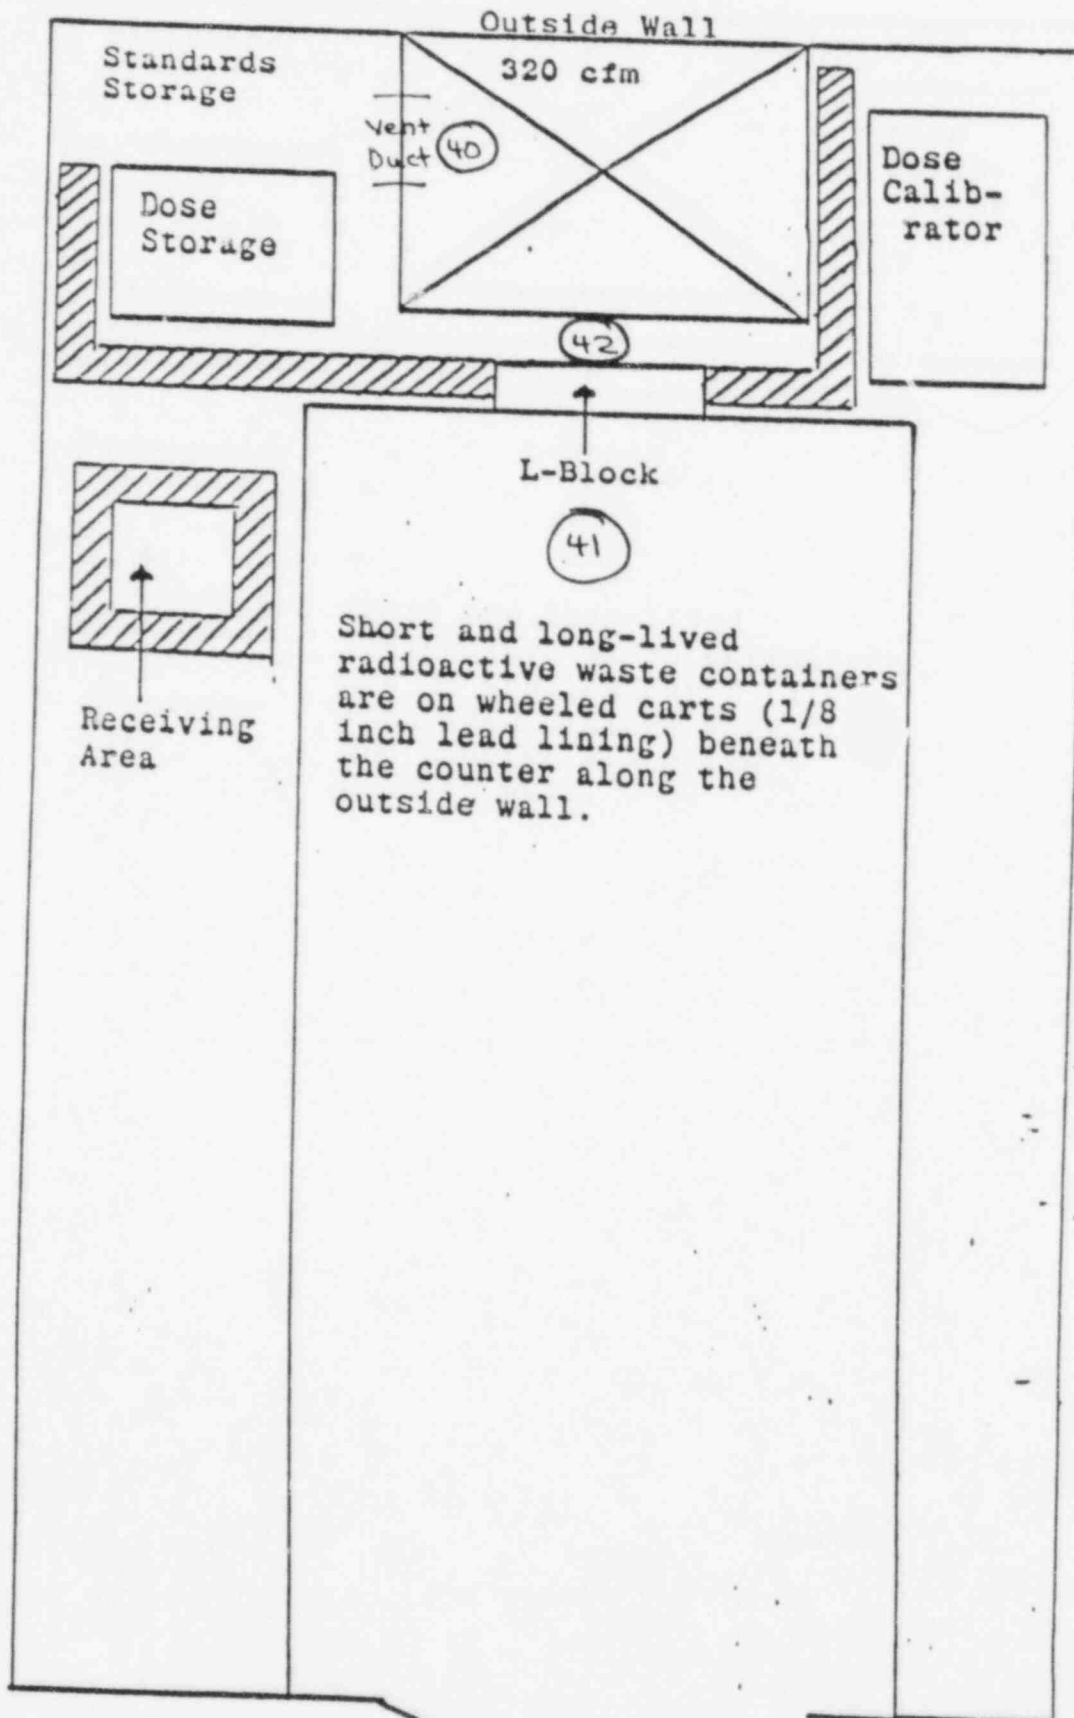 Outside Wall
Standards
Storage
320 cfm
Vent
Duct
40
Dose
Storage
Dose
Calib-
rator
42
L-Block
41
Short and long-lived
radioactive waste containers
are on wheeled carts (1/8
inch lead lining) beneath
the counter along the
outside wall.
Receiving
Area